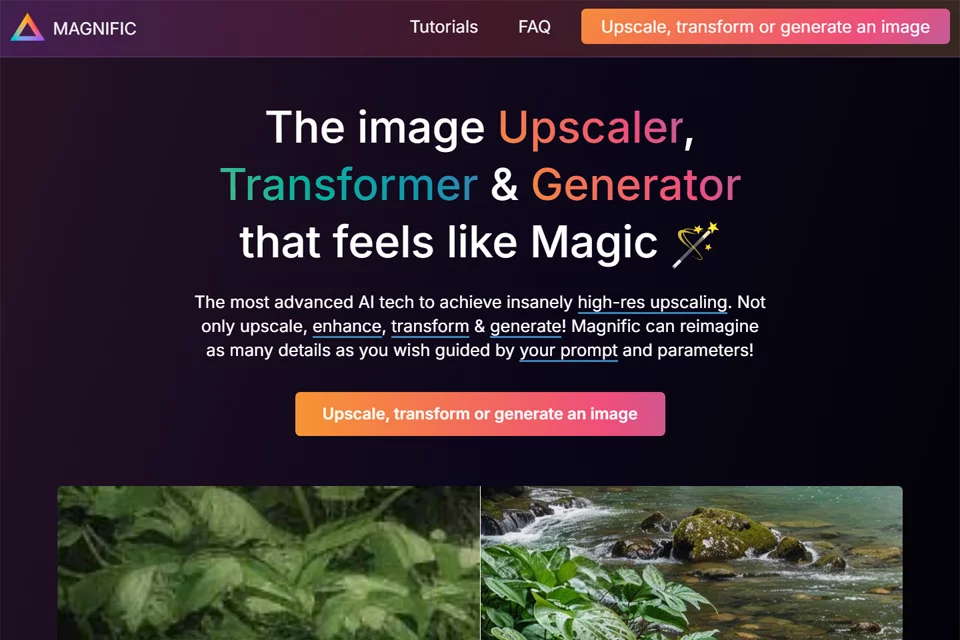 MAGNIFIC
Tutorials
FAQ
Upscale, transform or generate an image
The image Upscaler,
Transformer & Generator
that feels like Magic
The most advanced AI tech to achieve insanely high-res upscaling. Not
only upscale, enhance, transform & generate! Magnific can reimagine
as many details as you wish guided by your prompt and parameters!
Upscale, transform or generate an image